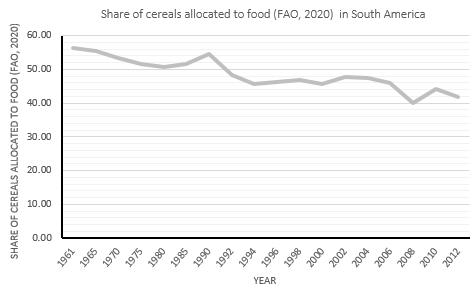 Share of cereals allocated to food (FAO, 2020)  in South America
SHARE OF CEREALS ALLOCATED TO FOOD (FAO, 2020)
60.00
50.00
40.00
30.00
20.00
10.00
0.00
1961 1965 1970 1975 1980 1985 1990 1992 1994 1996 1998 2000 2002 2004 2006 2008 2010 2012
YEAR